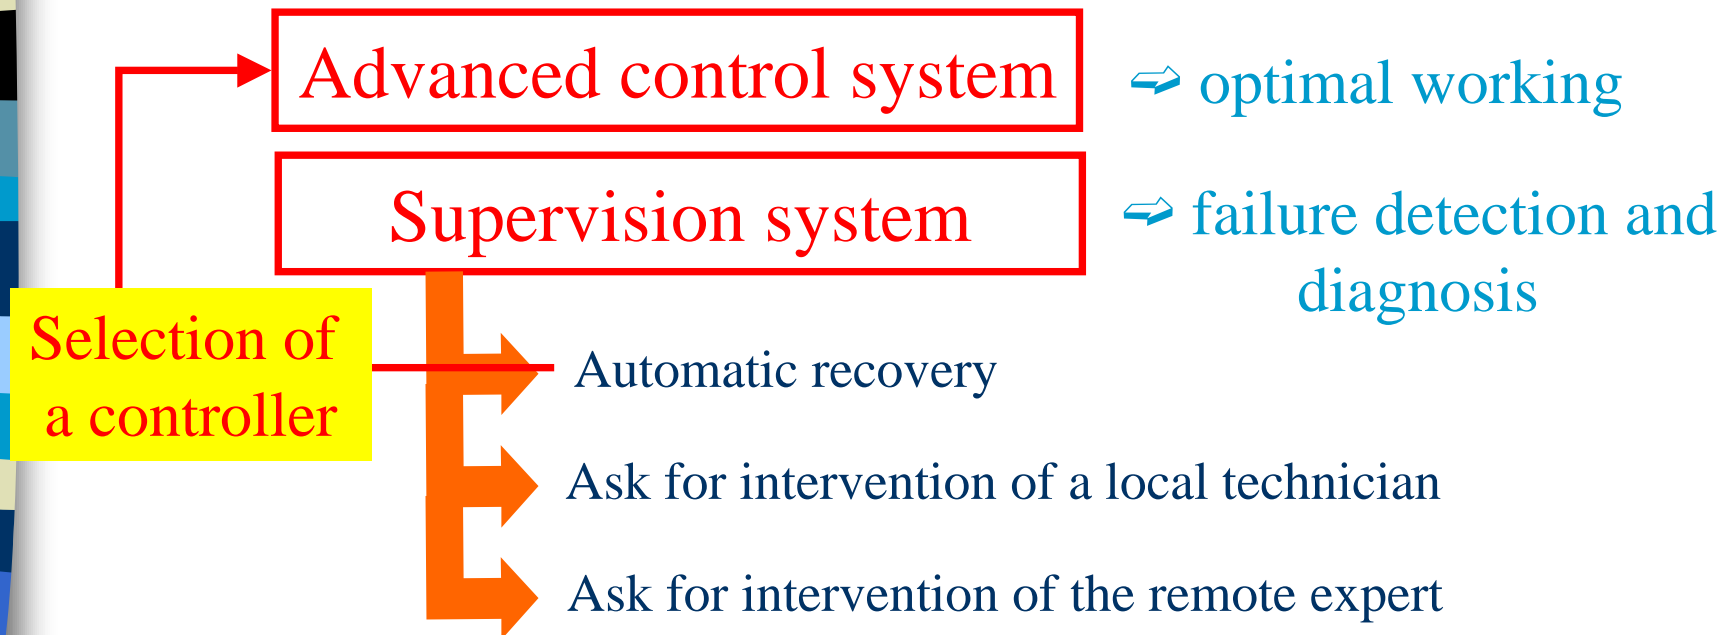 Advanced control system
➯ optimal working
Supervision system
➯ failure detection and
diagnosis
Selection of
a controller
Automatic recovery
Ask for intervention of a local technician
Ask for intervention of the remote expert